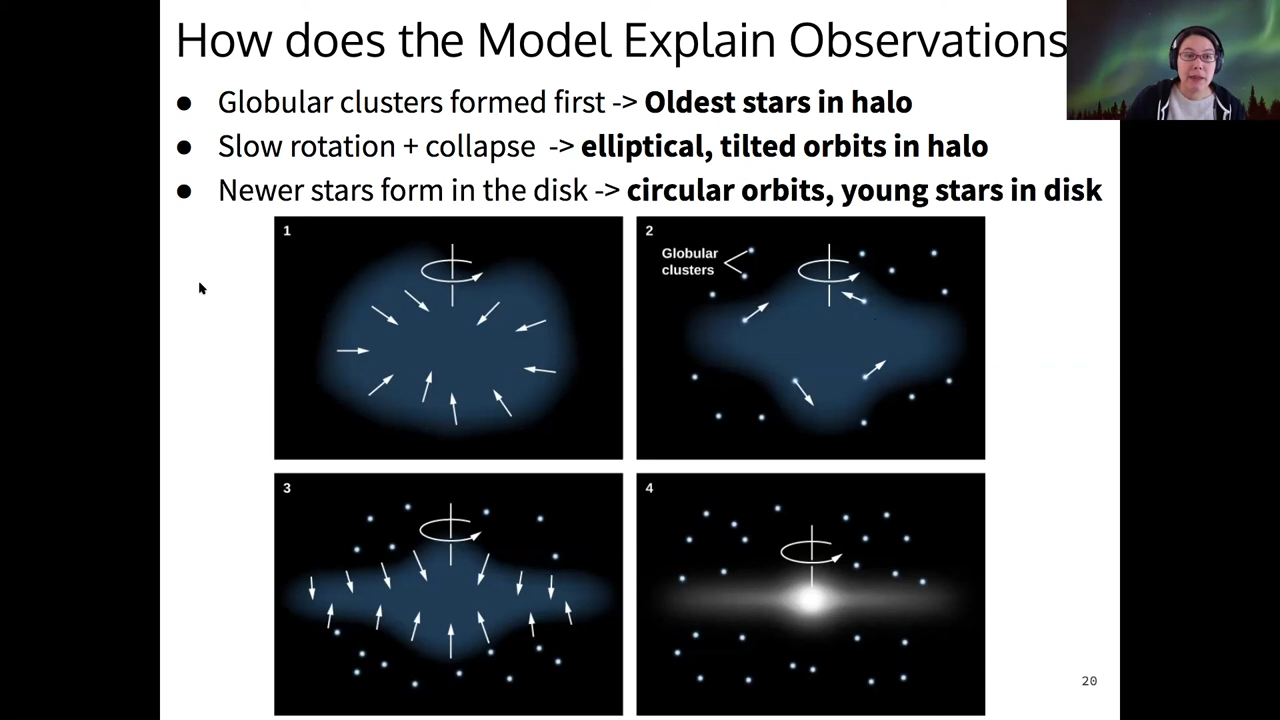 How does the Model Explain Observations
● Globular clusters formed first -> Oldest stars in halo
● Slow rotation + collapse -> elliptical, tilted orbits in halo
● Newer stars form in the disk -> circular orbits, young stars in disk
1
2
Globular
clusters
3
4
20